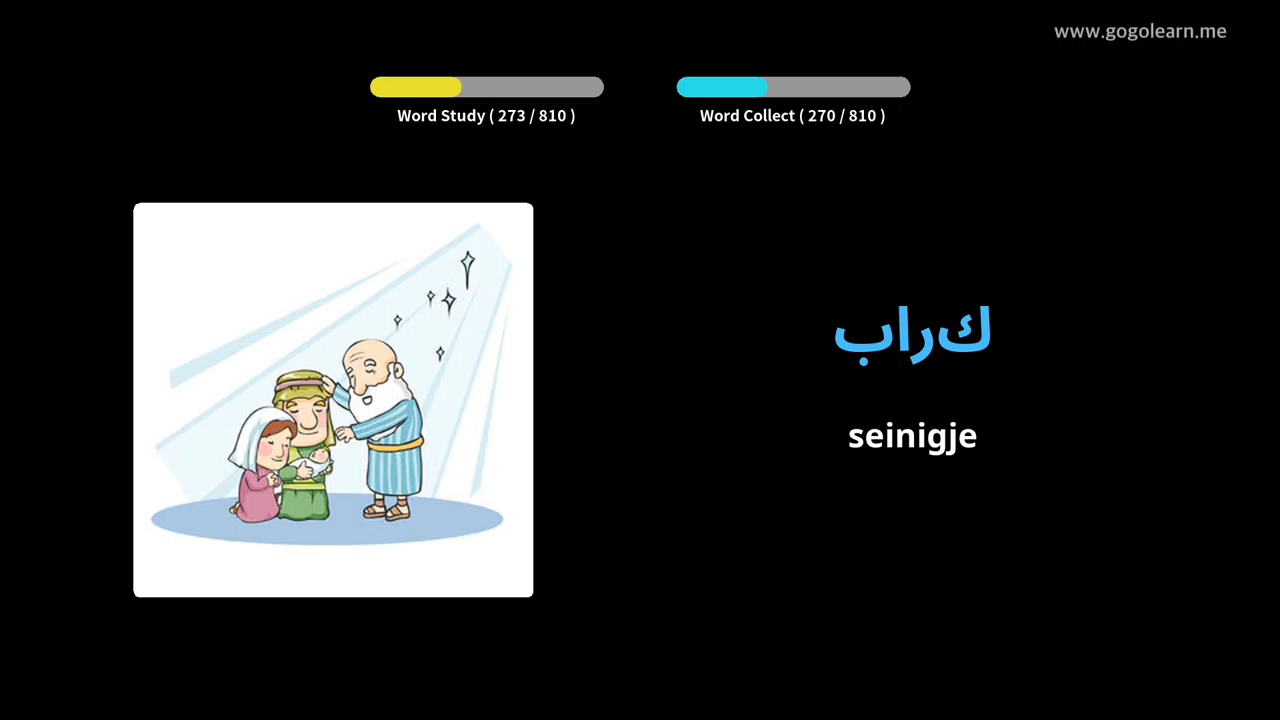 www.gogolearn.me
Word Study ( 273 / 810 )
Word Collect ( 270 / 810 )
كراب
seinigje